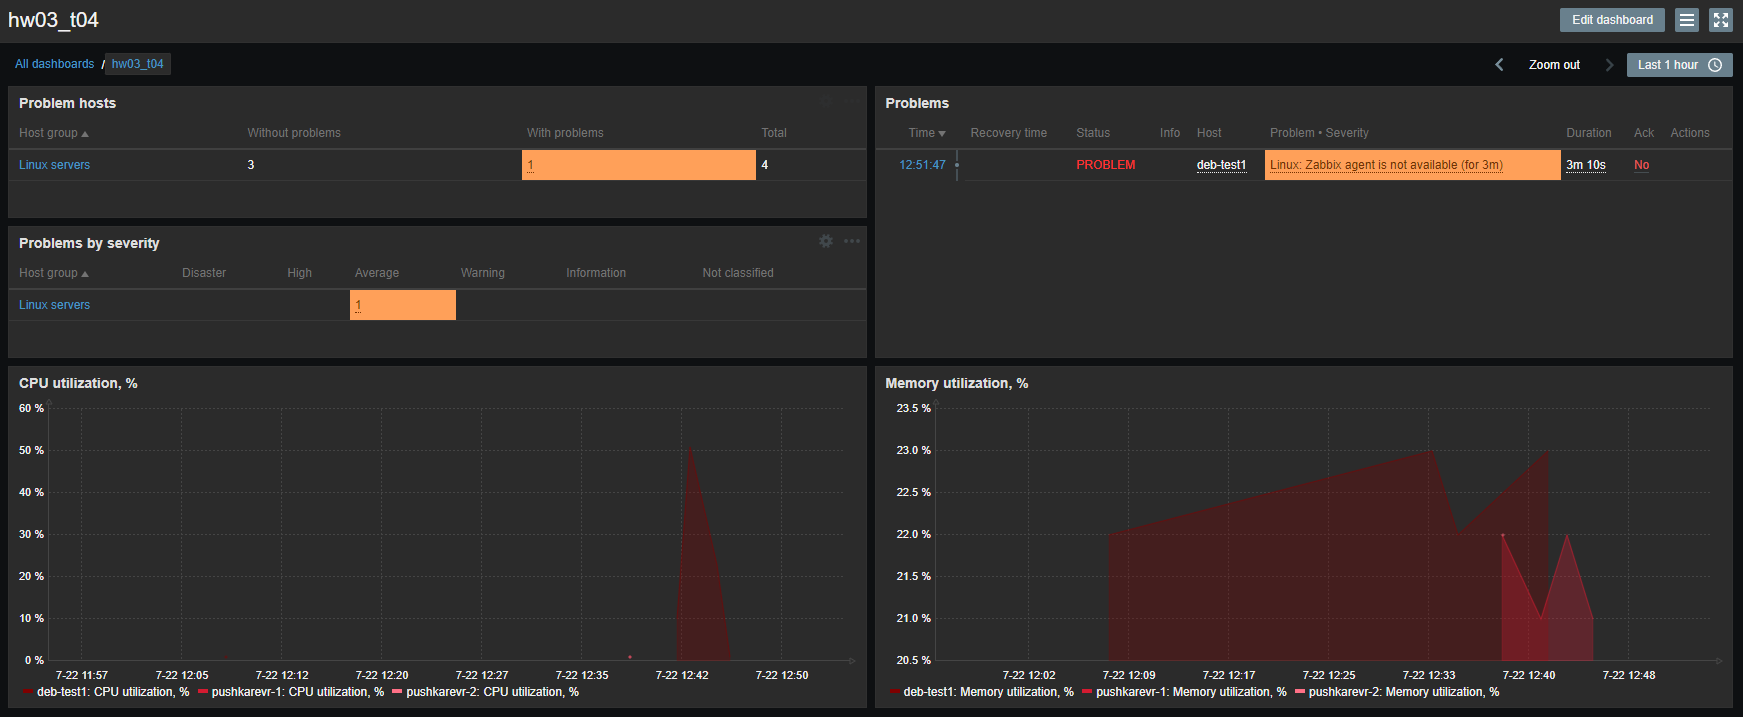 hw03_t04
Edit dashboard
All dashboards / hw03_t04
Zoom out
Last 1 hour
Problem hosts
Host group Without problems With problems Total
Linux servers 3 1 4
Problems
Time Recovery time Status Info Host Problem • Severity Duration Ack Actions
12:51:47 PROBLEM deb-test1 Linux: Zabbix agent is not available (for 3m) 3m 10s No
Problems by severity
Host group Disaster High Average Warning Information Not classified
Linux servers 1
CPU utilization, %
60 %
50 %
40 %
30 %
20 %
10 %
0 %
7-22 11:57 7-22 12:05 7-22 12:12 7-22 12:20 7-22 12:27 7-22 12:35 7-22 12:42 7-22 12:50
deb-test1: CPU utilization, % pushkarevr-1: CPU utilization, % pushkarevr-2: CPU utilization, %
Memory utilization, %
23.5 %
23.0 %
22.5 %
22.0 %
21.5 %
21.0 %
20.5 %
7-22 12:02 7-22 12:09 7-22 12:17 7-22 12:25 7-22 12:33 7-22 12:40 7-22 12:48
deb-test1: Memory utilization, % pushkarevr-1: Memory utilization, % pushkarevr-2: Memory utilization, %